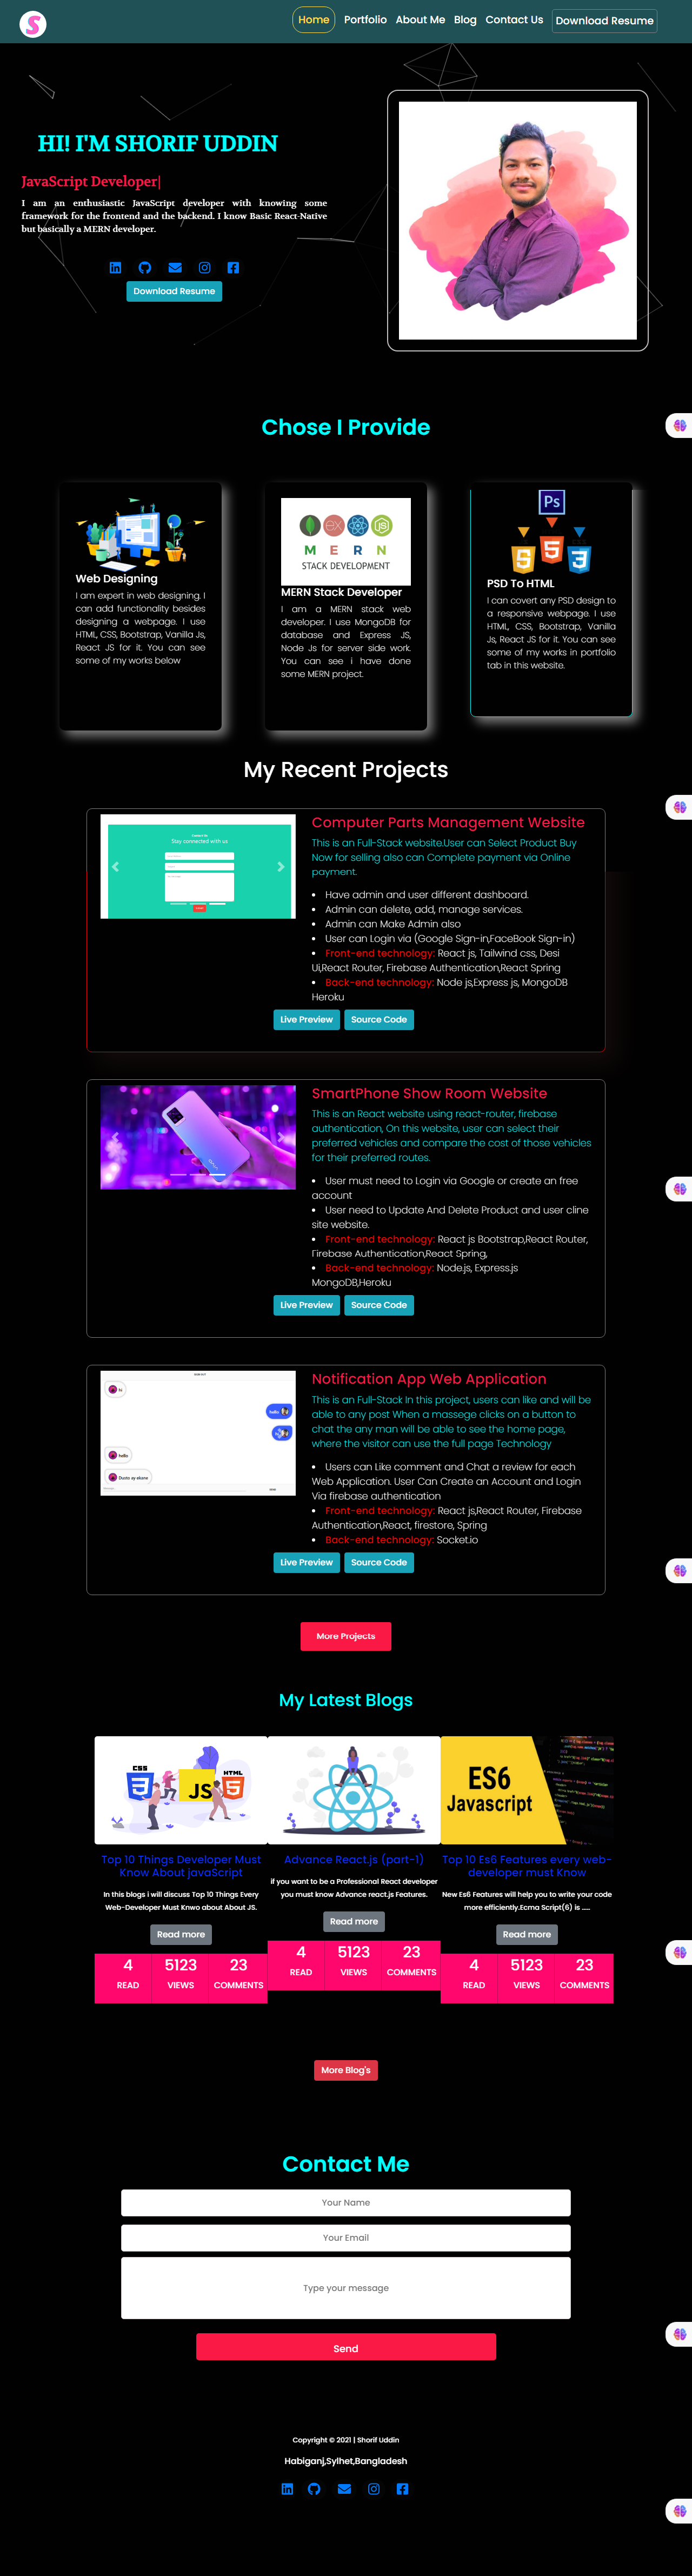 S
Home
Portfolio
About Me
Blog
Contact Us
Download Resume
HI! I'M SHORIF UDDIN
JavaScript Developer|
I am an enthusiastic JavaScript developer with knowing some
framework for the frontend and the backend. I know Basic React-Native
but basically a MERN developer.
Download Resume
Chose I Provide
Web Designing
I am expert in web designing. I
can add functionality besides
designing a webpage. I use
HTML, CSS, Bootstrap, Vanilla Js,
React JS for it. You can see
some of my works below
M E R N
STACK DEVELOPMENT
MERN Stack Developer
I am a MERN stack web
developer. I use MongoDB for
database and Express JS,
Node Js for server side work.
You can see i have done
some MERN project.
Ps
5 5 3
PSD To HTML
I can covert any PSD design to
a responsive webpage. I use
HTML, CSS, Bootstrap, Vanilla
Js, React JS for it. You can see
some of my works in portfolio
tab in this website.
My Recent Projects
Stay connected with us
Computer Parts Management Website
This is an Full-Stack website.User can Select Product Buy
Now for selling also can Complete payment via Online
payment.
Have admin and user different dashboard.
Admin can delete, add, manage services.
Admin can Make Admin also
User can Login via (Google Sign-in,FaceBook Sign-in)
Front-end technology: React js, Tailwind css, Desi
Ui,React Router, Firebase Authentication,React Spring
Back-end technology: Node js,Express js, MongoDB
Heroku
Live Preview
Source Code
SmartPhone Show Room Website
This is an React website using react-router, firebase
authentication, On this website, user can select their
preferred vehicles and compare the cost of those vehicles
for their preferred routes.
User must need to Login via Google or create an free
account
User need to Update And Delete Product and user cline
site website.
Front-end technology: React js Bootstrap,React Router,
Firebase Authentication,React Spring,
Back-end technology: Node.js, Express.js
MongoDB,Heroku
Live Preview
Source Code
hi
hello
hello
Notification App Web Application
This is an Full-Stack In this project, users can like and will be
able to any post When a massege clicks on a button to
chat the any man will be able to see the home page,
where the visitor can use the full page Technology
Users can Like comment and Chat a review for each
Web Application. User Can Create an Account and Login
Via firebase authentication
Front-end technology: React js,React Router, Firebase
Authentication,React, firestore, Spring
Back-end technology: Socket.io
Live Preview
Source Code
More Projects
My Latest Blogs
CSS
JS
HTML
ES6
Javascript
Top 10 Things Developer Must
Know About javaScript
In this blogs i will discuss Top 10 Things Every
Web-Developer Must Knwo about About JS.
Read more
4
5123
23
READ
VIEWS
COMMENTS
Advance React.js (part-1)
if you want to be a Professional React developer
you must know Advance react.js Features.
Read more
4
5123
23
READ
VIEWS
COMMENTS
Top 10 Es6 Features every web-
developer must Know
New Es6 Features will help you to write your code
more efficiently.Ecma Script(6) is .....
Read more
4
5123
23
READ
VIEWS
COMMENTS
More Blog's
Contact Me
Your Name
Your Email
Type your message
Send
Copyright © 2021 | Shorif Uddin
Habiganj,Sylhet,Bangladesh